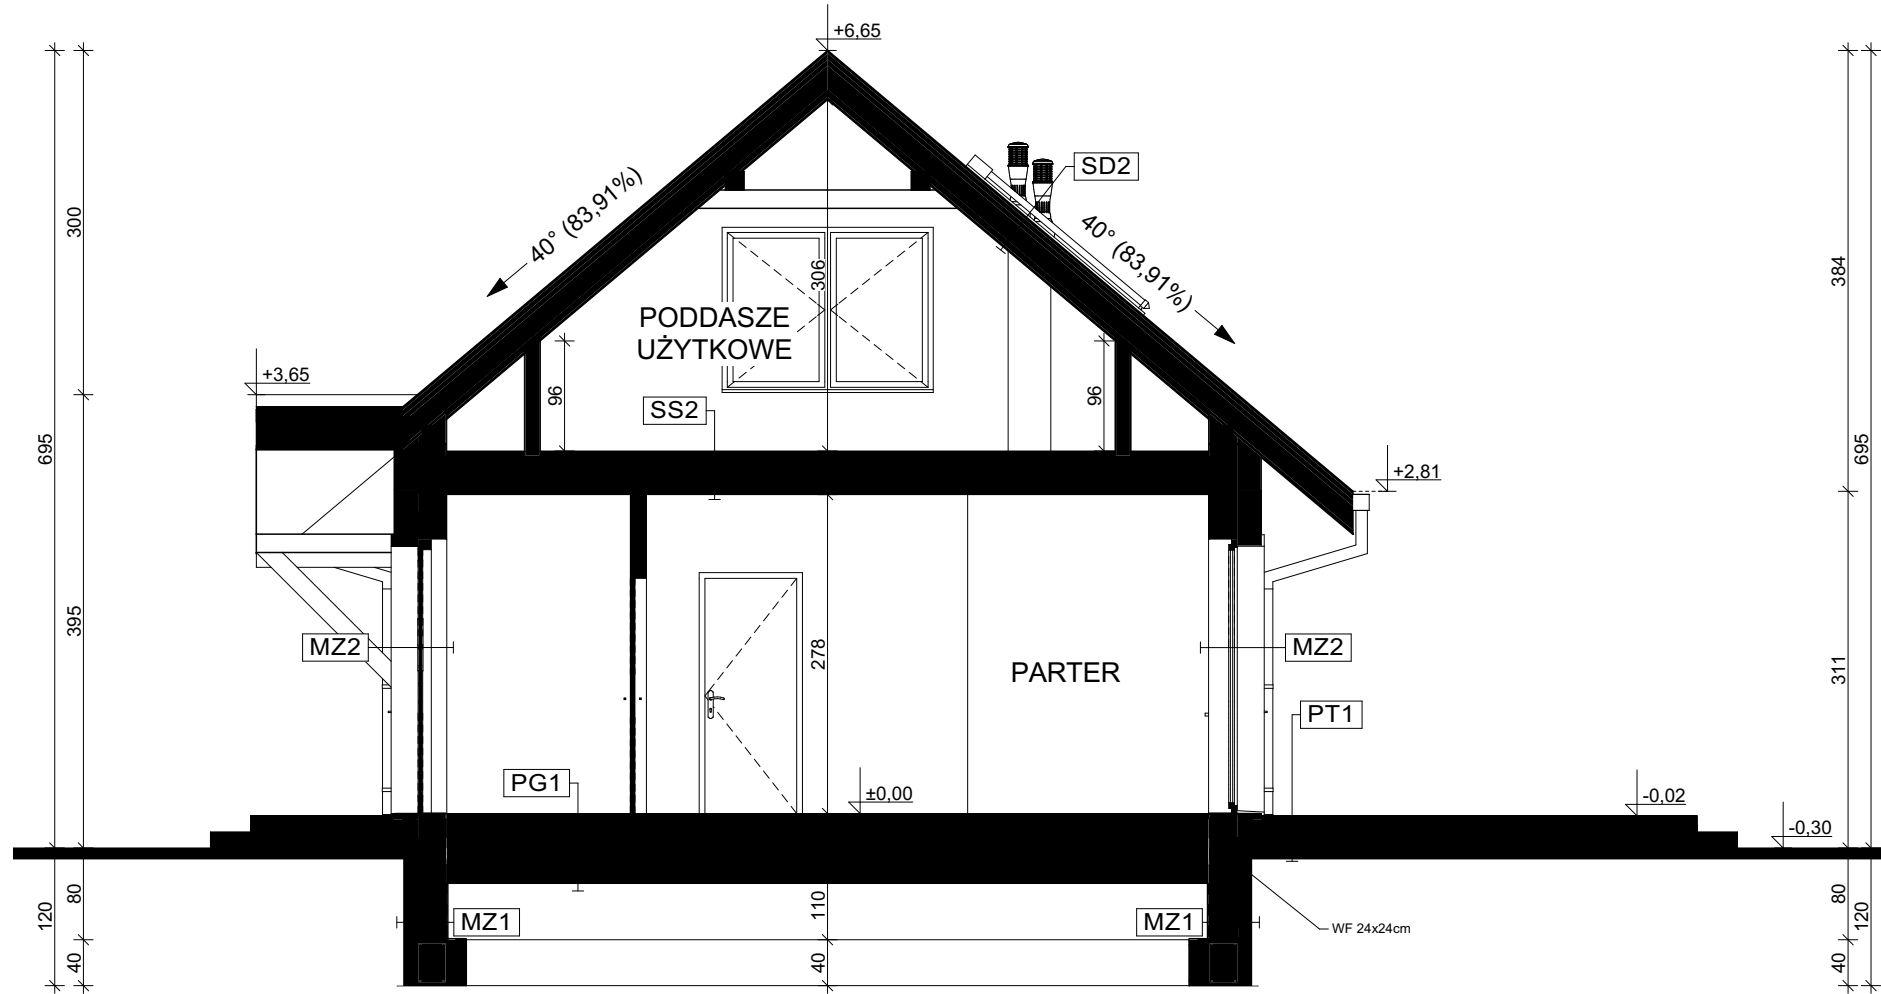 +6,65
SD2
40° (83,91%)
40° (83,91%)
300
384
306
PODDASZE
UŻYTKOWE
+3,65
96
96
SS2
695
695
+2,81
395
311
278
MZ2
MZ2
PARTER
PT1
PG1
±0,00
-0,02
-0,30
80
110
80
120
120
MZ1
MZ1
WF 24x24cm
40
40
40